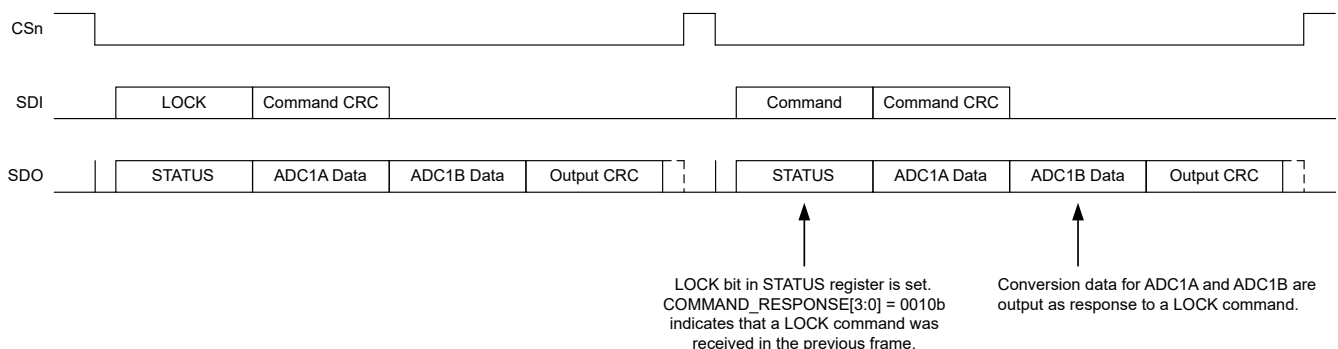 CSn
SDI
LOCK Command CRC Command Command CRC
SDO
STATUS ADC1A Data ADC1B Data Output CRC STATUS ADC1A Data ADC1B Data Output CRC
LOCK bit in STATUS register is set.
COMMAND_RESPONSE[3:0] = 0010b
indicates that a LOCK command was
received in the previous frame.
Conversion data for ADC1A and ADC1B are
output as response to a LOCK command.